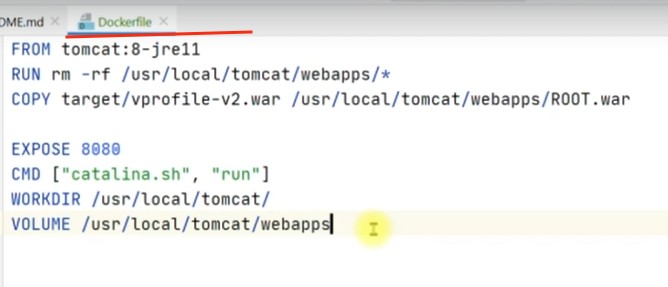 DME.md × Dockerfile ×
FROM tomcat:8-jre11
RUN rm -rf /usr/local/tomcat/webapps/*
COPY target/vprofile-v2.war /usr/local/tomcat/webapps/ROOT.war
EXPOSE 8080
CMD ["catalina.sh", "run"]
WORKDIR /usr/local/tomcat/
VOLUME /usr/local/tomcat/webapps